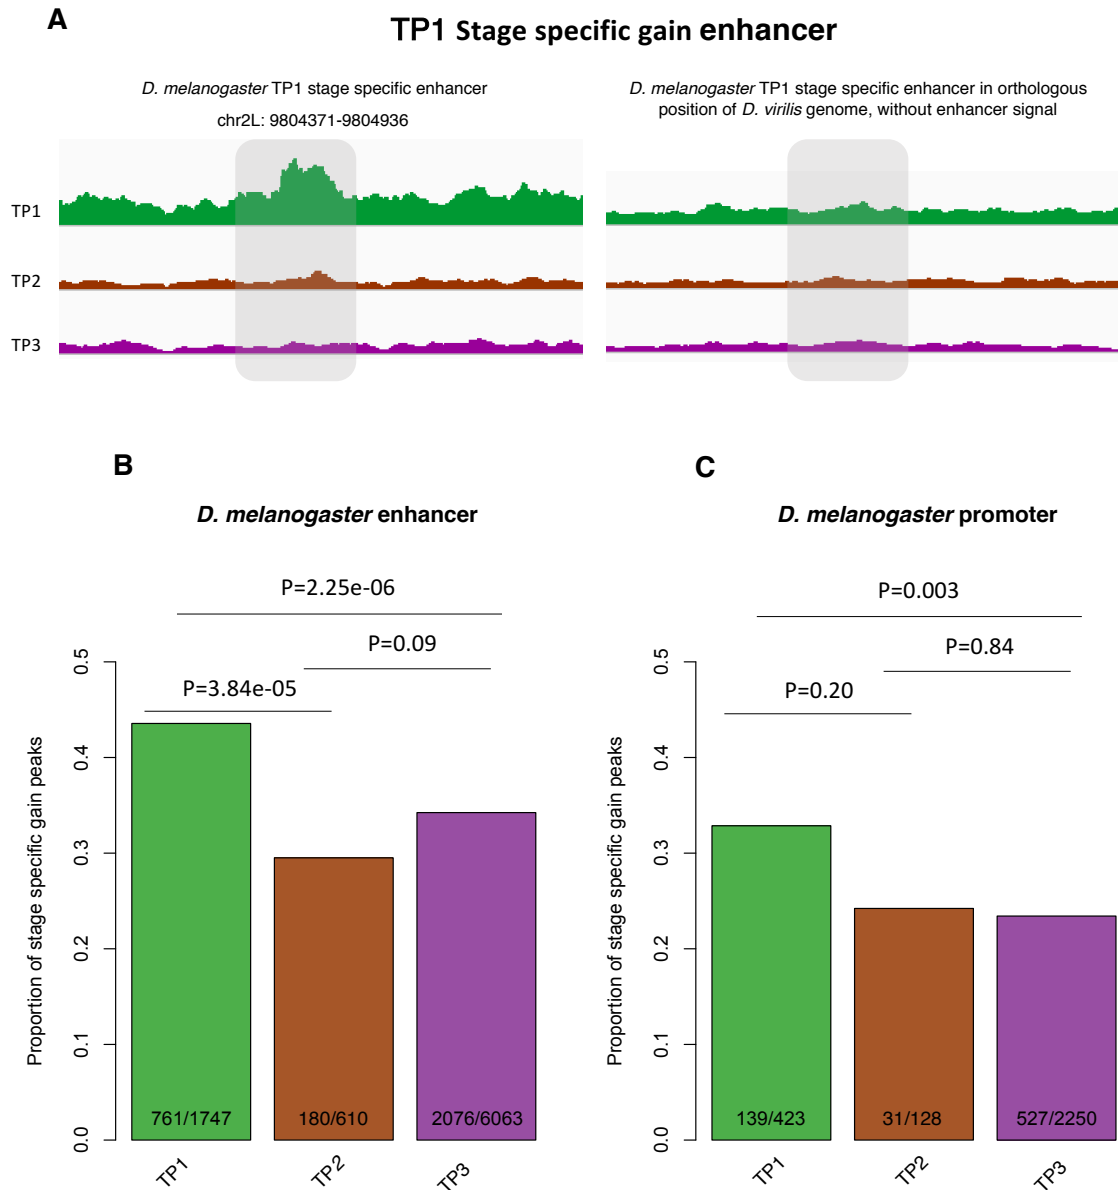 A
TP1 Stage specific gain enhancer
D. melanogaster TP1 stage specific enhancer
chr2L: 9804371-9804936
D. melanogaster TP1 stage specific enhancer in orthologous
position of D. virilis genome, without enhancer signal
TP1
TP2
TP3
B
D. melanogaster enhancer
P=2.25e-06
P=0.09
P=3.84e-05
Proportion of stage specific gain peaks
0.5
0.4
0.3
0.2
0.1
0.0
761/1747
180/610
2076/6063
TP1
TP2
TP3
C
D. melanogaster promoter
P=0.003
P=0.84
P=0.20
Proportion of stage specific gain peaks
0.5
0.4
0.3
0.2
0.1
0.0
139/423
31/128
527/2250
TP1
TP2
TP3